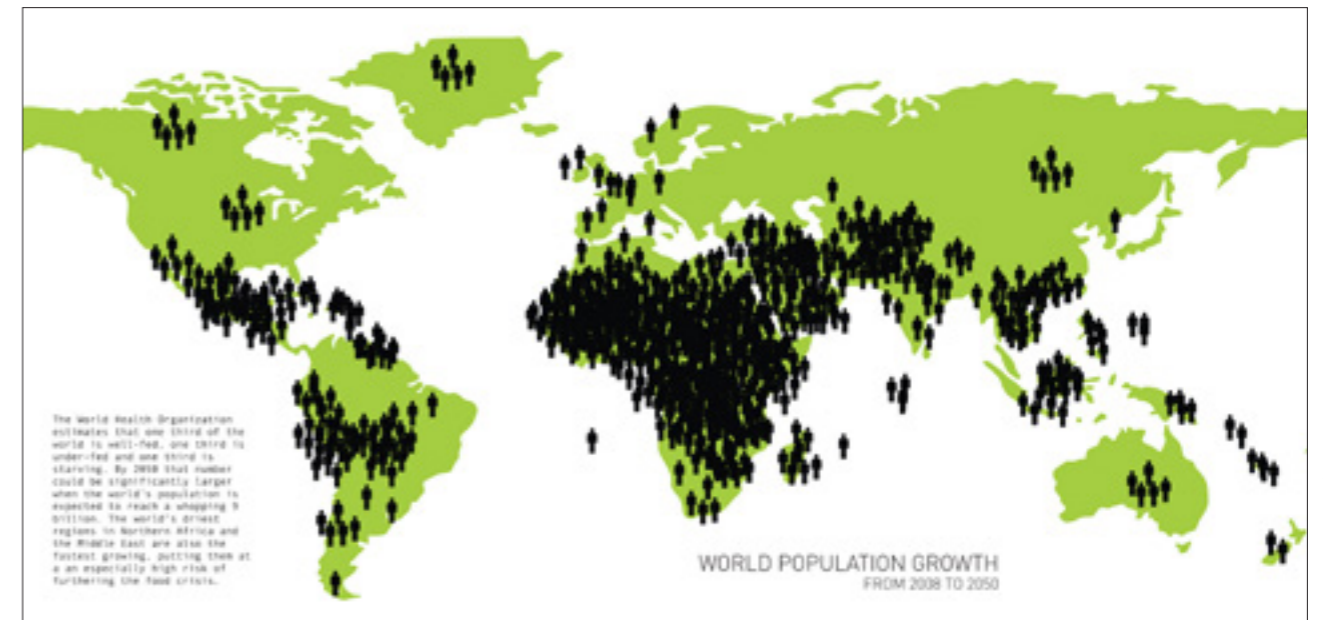 The World Health Organization
estimates that one third of the
world is well-fed, one third is
under-fed and one third is
starving. By 2050 that number
could be significantly larger
when the world's population is
expected to reach a whopping 9
billion. The world's driest
regions in Northern Africa and
the Middle East are also the
fastest growing, putting them at
a an especially high risk of
furthering the food crisis.
WORLD POPULATION GROWTH
FROM 2008 TO 2050